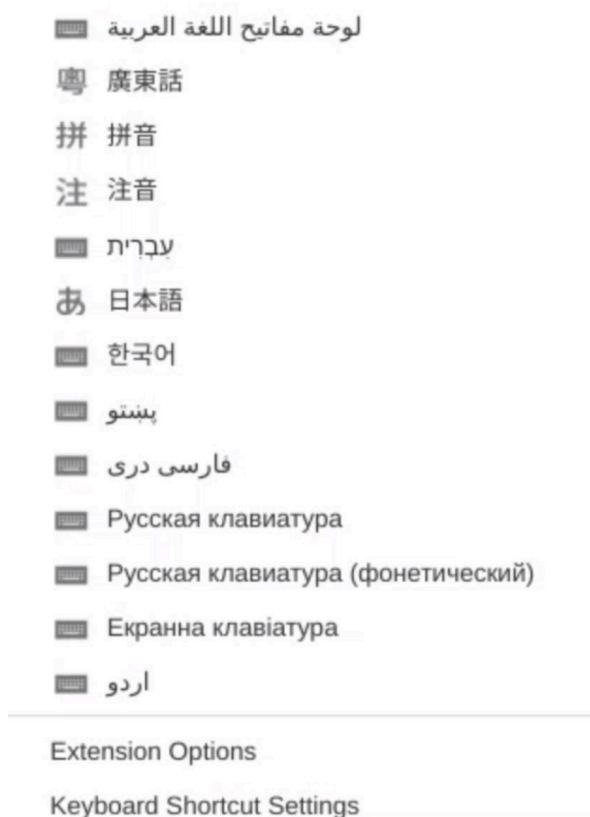 لوحة مفاتيح اللغة العربية
粵 廣東話
拼 拼音
注 注音
עִבְרִית
あ 日本語
한국어
پښتو
فارسی دری
Русская клавиатура
Русская клавиатура (фонетический)
Екранна клавіатура
اردو
Extension Options
Keyboard Shortcut Settings